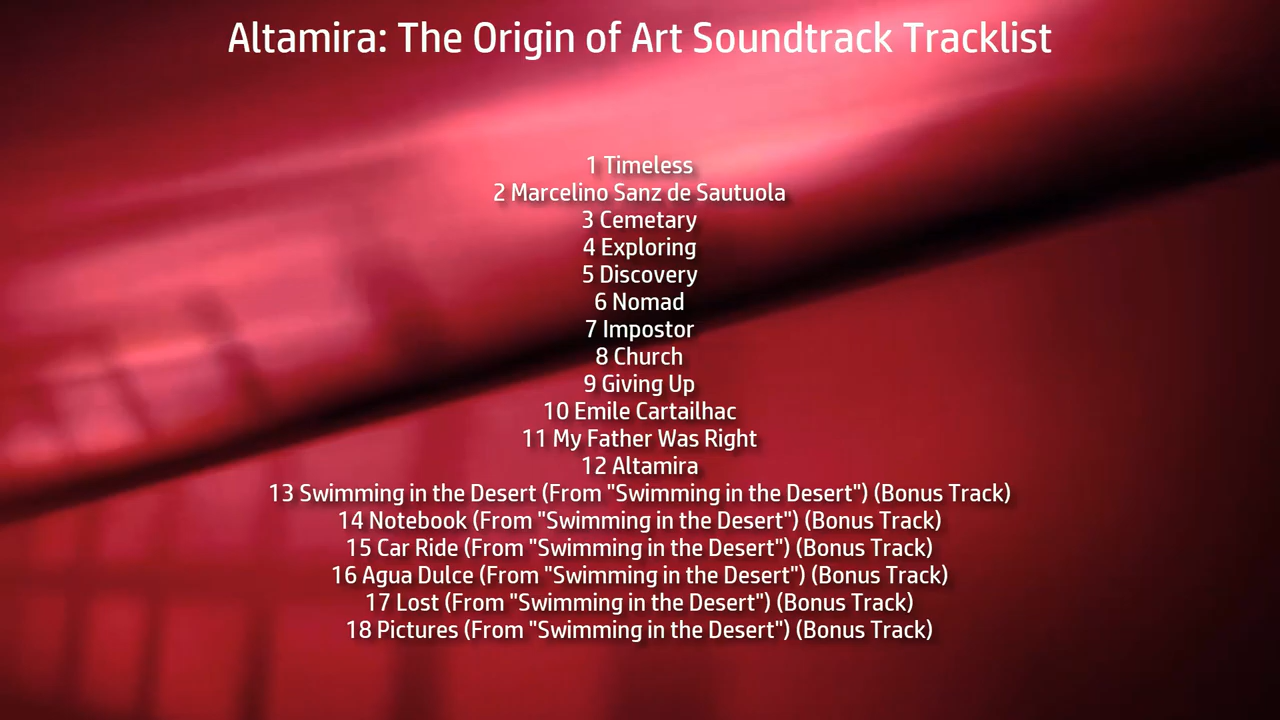 Altamira: The Origin of Art Soundtrack Tracklist
1 Timeless
2 Marcelino Sanz de Sautuola
3 Cemetary
4 Exploring
5 Discovery
6 Nomad
7 Impostor
8 Church
9 Giving Up
10 Emile Cartailhac
11 My Father Was Right
12 Altamira
13 Swimming in the Desert (From "Swimming in the Desert") (Bonus Track)
14 Notebook (From "Swimming in the Desert") (Bonus Track)
15 Car Ride (From "Swimming in the Desert") (Bonus Track)
16 Agua Dulce (From "Swimming in the Desert") (Bonus Track)
17 Lost (From "Swimming in the Desert") (Bonus Track)
18 Pictures (From "Swimming in the Desert") (Bonus Track)